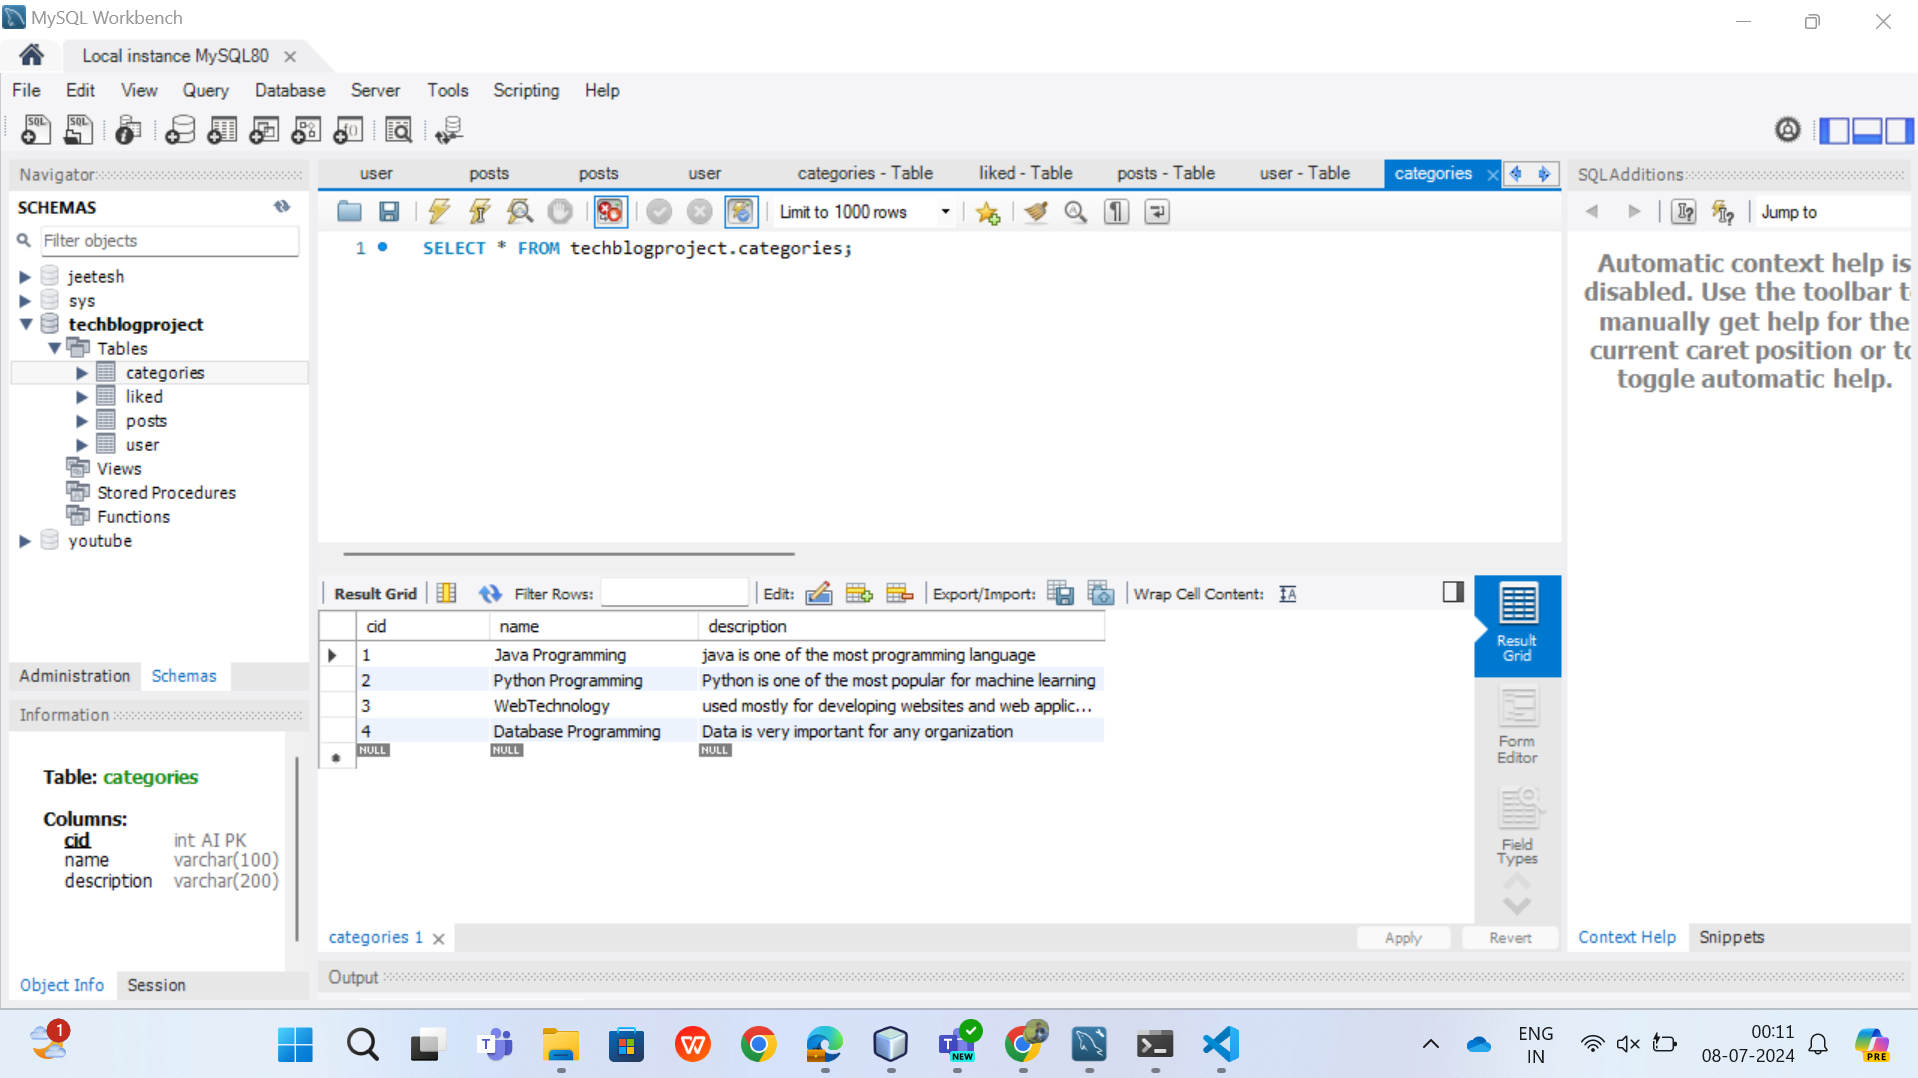 MySQL Workbench
Local instance MySQL80
File Edit View Query Database Server Tools Scripting Help
SQL SQL
Navigator
SCHEMAS
Filter objects
jeetesh
sys
techblogproject
Tables
categories
liked
posts
user
Views
Stored Procedures
Functions
youtube
Administration Schemas
Information
Table: categories
Columns:
cid int AI PK
name varchar(100)
description varchar(200)
Object Info Session
user posts posts user categories - Table liked - Table posts - Table user - Table categories
Limit to 1000 rows
1 SELECT * FROM techblogproject.categories;
Result Grid Filter Rows: Edit: Export/Import: Wrap Cell Content:
cid name description
1 Java Programming java is one of the most programming language
2 Python Programming Python is one of the most popular for machine learning
3 WebTechnology used mostly for developing websites and web applic...
4 Database Programming Data is very important for any organization
NULL NULL NULL
Result
Grid
Form
Editor
Field
Types
categories 1
Apply Revert
Output
SQLAdditions
Jump to
Automatic context help is
disabled. Use the toolbar t
manually get help for the
current caret position or to
toggle automatic help.
Context Help Snippets
1
NEW
ENG
IN
00:11
08-07-2024
PRE